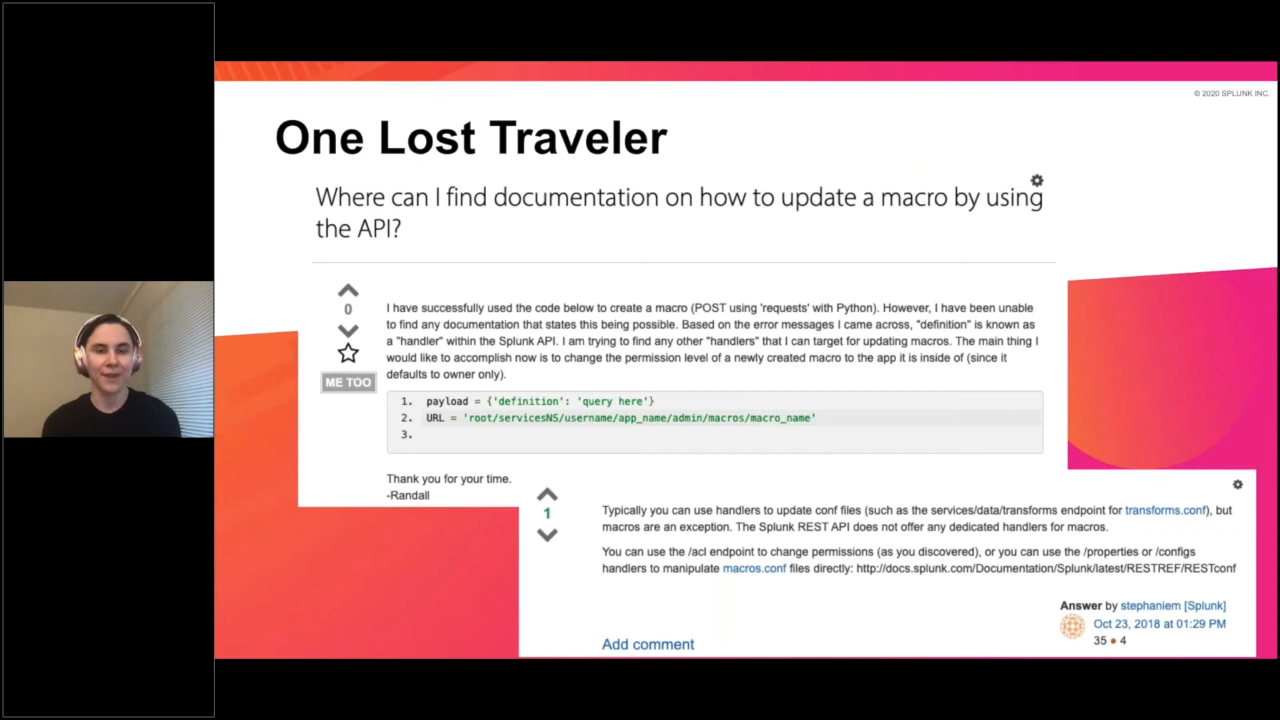 © 2020 SPLUNK INC.
One Lost Traveler
Where can I find documentation on how to update a macro by using
the API?
0
ME TOO
I have successfully used the code below to create a macro (POST using 'requests' with Python). However, I have been unable
to find any documentation that states this being possible. Based on the error messages I came across, "definition" is known as
a "handler" within the Splunk API. I am trying to find any other "handlers" that I can target for updating macros. The main thing I
would like to accomplish now is to change the permission level of a newly created macro to the app it is inside of (since it
defaults to owner only).
1. payload = {'definition': 'query here'}
2. URL = 'root/servicesNS/username/app_name/admin/macros/macro_name'
3.
Thank you for your time.
-Randall
1
Typically you can use handlers to update conf files (such as the services/data/transforms endpoint for transforms.conf), but
macros are an exception. The Splunk REST API does not offer any dedicated handlers for macros.
You can use the /acl endpoint to change permissions (as you discovered), or you can use the /properties or /configs
handlers to manipulate macros.conf files directly: http://docs.splunk.com/Documentation/Splunk/latest/RESTREF/RESTconf
Answer by stephaniem [Splunk]
Oct 23, 2018 at 01:29 PM
35 ● 4
Add comment